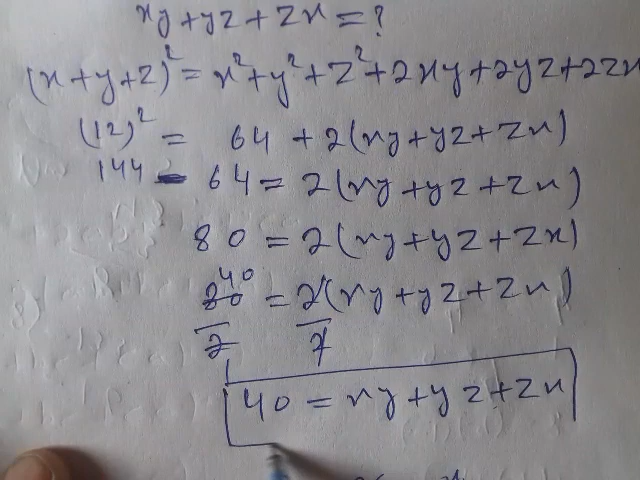 xy+yz+zx=?
(x+y+z)²=x²+y²+z²+2xy+2yz+2zx
(12)² = 64 +2(xy+yz+zx)
144 - 64 = 2(xy+yz+zx)
80 = 2(xy+yz+zx)
40
80 = 2(xy+yz+zx)
2 2
40 = xy+yz+zx